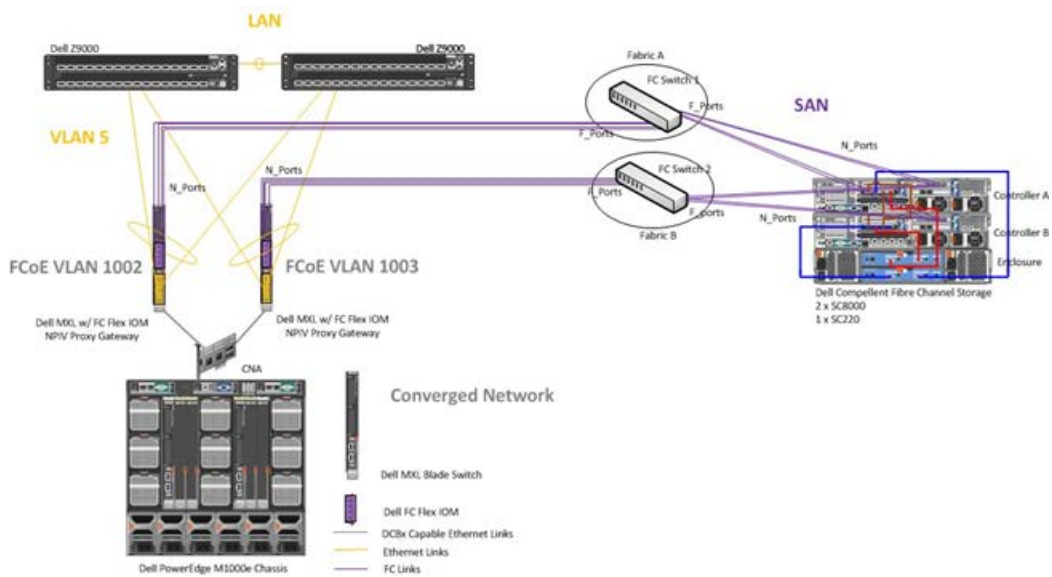 LAN
Dell Z9000
Dell Z9000
VLAN 5
Fabric A
FC Switch 1
F_Ports
F_Ports
SAN
N_Ports
N_Ports
N_Ports
FC Switch 2
F_Ports
F_ports
N_Ports
Fabric B
Controller A
Controller B
Enclosure
Dell Compellent Fibre Channel Storage
2 x SC8000
1 x SC220
FCoE VLAN 1002
FCoE VLAN 1003
Dell MXL w/ FC Flex IOM
NPIV Proxy Gateway
Dell MXL w/ FC Flex IOM
NPIV Proxy Gateway
CNA
Converged Network
Dell MXL Blade Switch
Dell FC Flex IOM
DCBx Capable Ethernet Links
Ethernet Links
FC Links
Dell PowerEdge M1000e Chassis